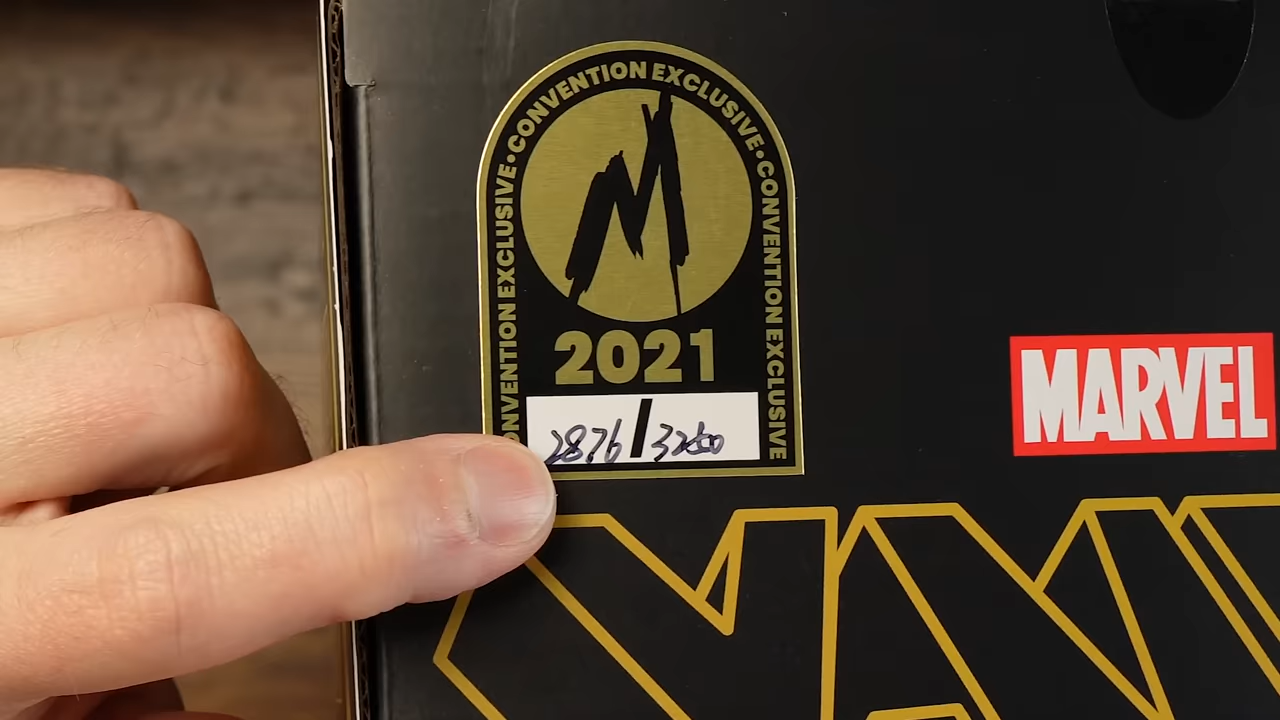 CONVENTION EXCLUSIVE • CONVENTION EXCLUSIVE • CONVENTION EXCLUSIVE
2021
2876/3250
MARVEL